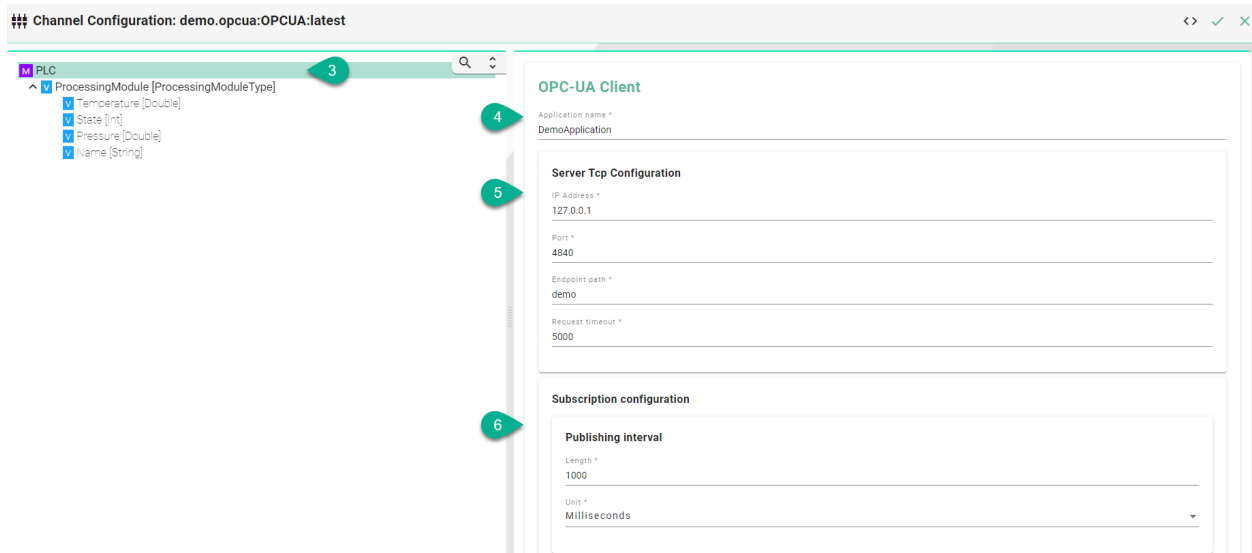 Channel Configuration: demo.opcua:OPCUA:latest
M PLC
3
V ProcessingModule [ProcessingModuleType]
V Temperature [Double]
V State [Int]
V Pressure [Double]
V Name [String]
OPC-UA Client
4
Application name *
DemoApplication
Server Tcp Configuration
5
IP Address *
127.0.0.1
Port *
4840
Endpoint path *
demo
Request timeout *
5000
Subscription configuration
6
Publishing interval
Length *
1000
Unit *
Milliseconds